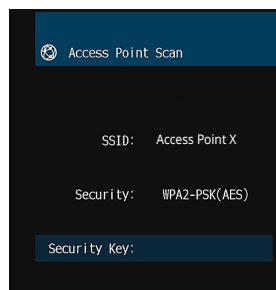 Access Point Scan
SSID: Access Point X
Security: WPA2-PSK(AES)
Security Key: